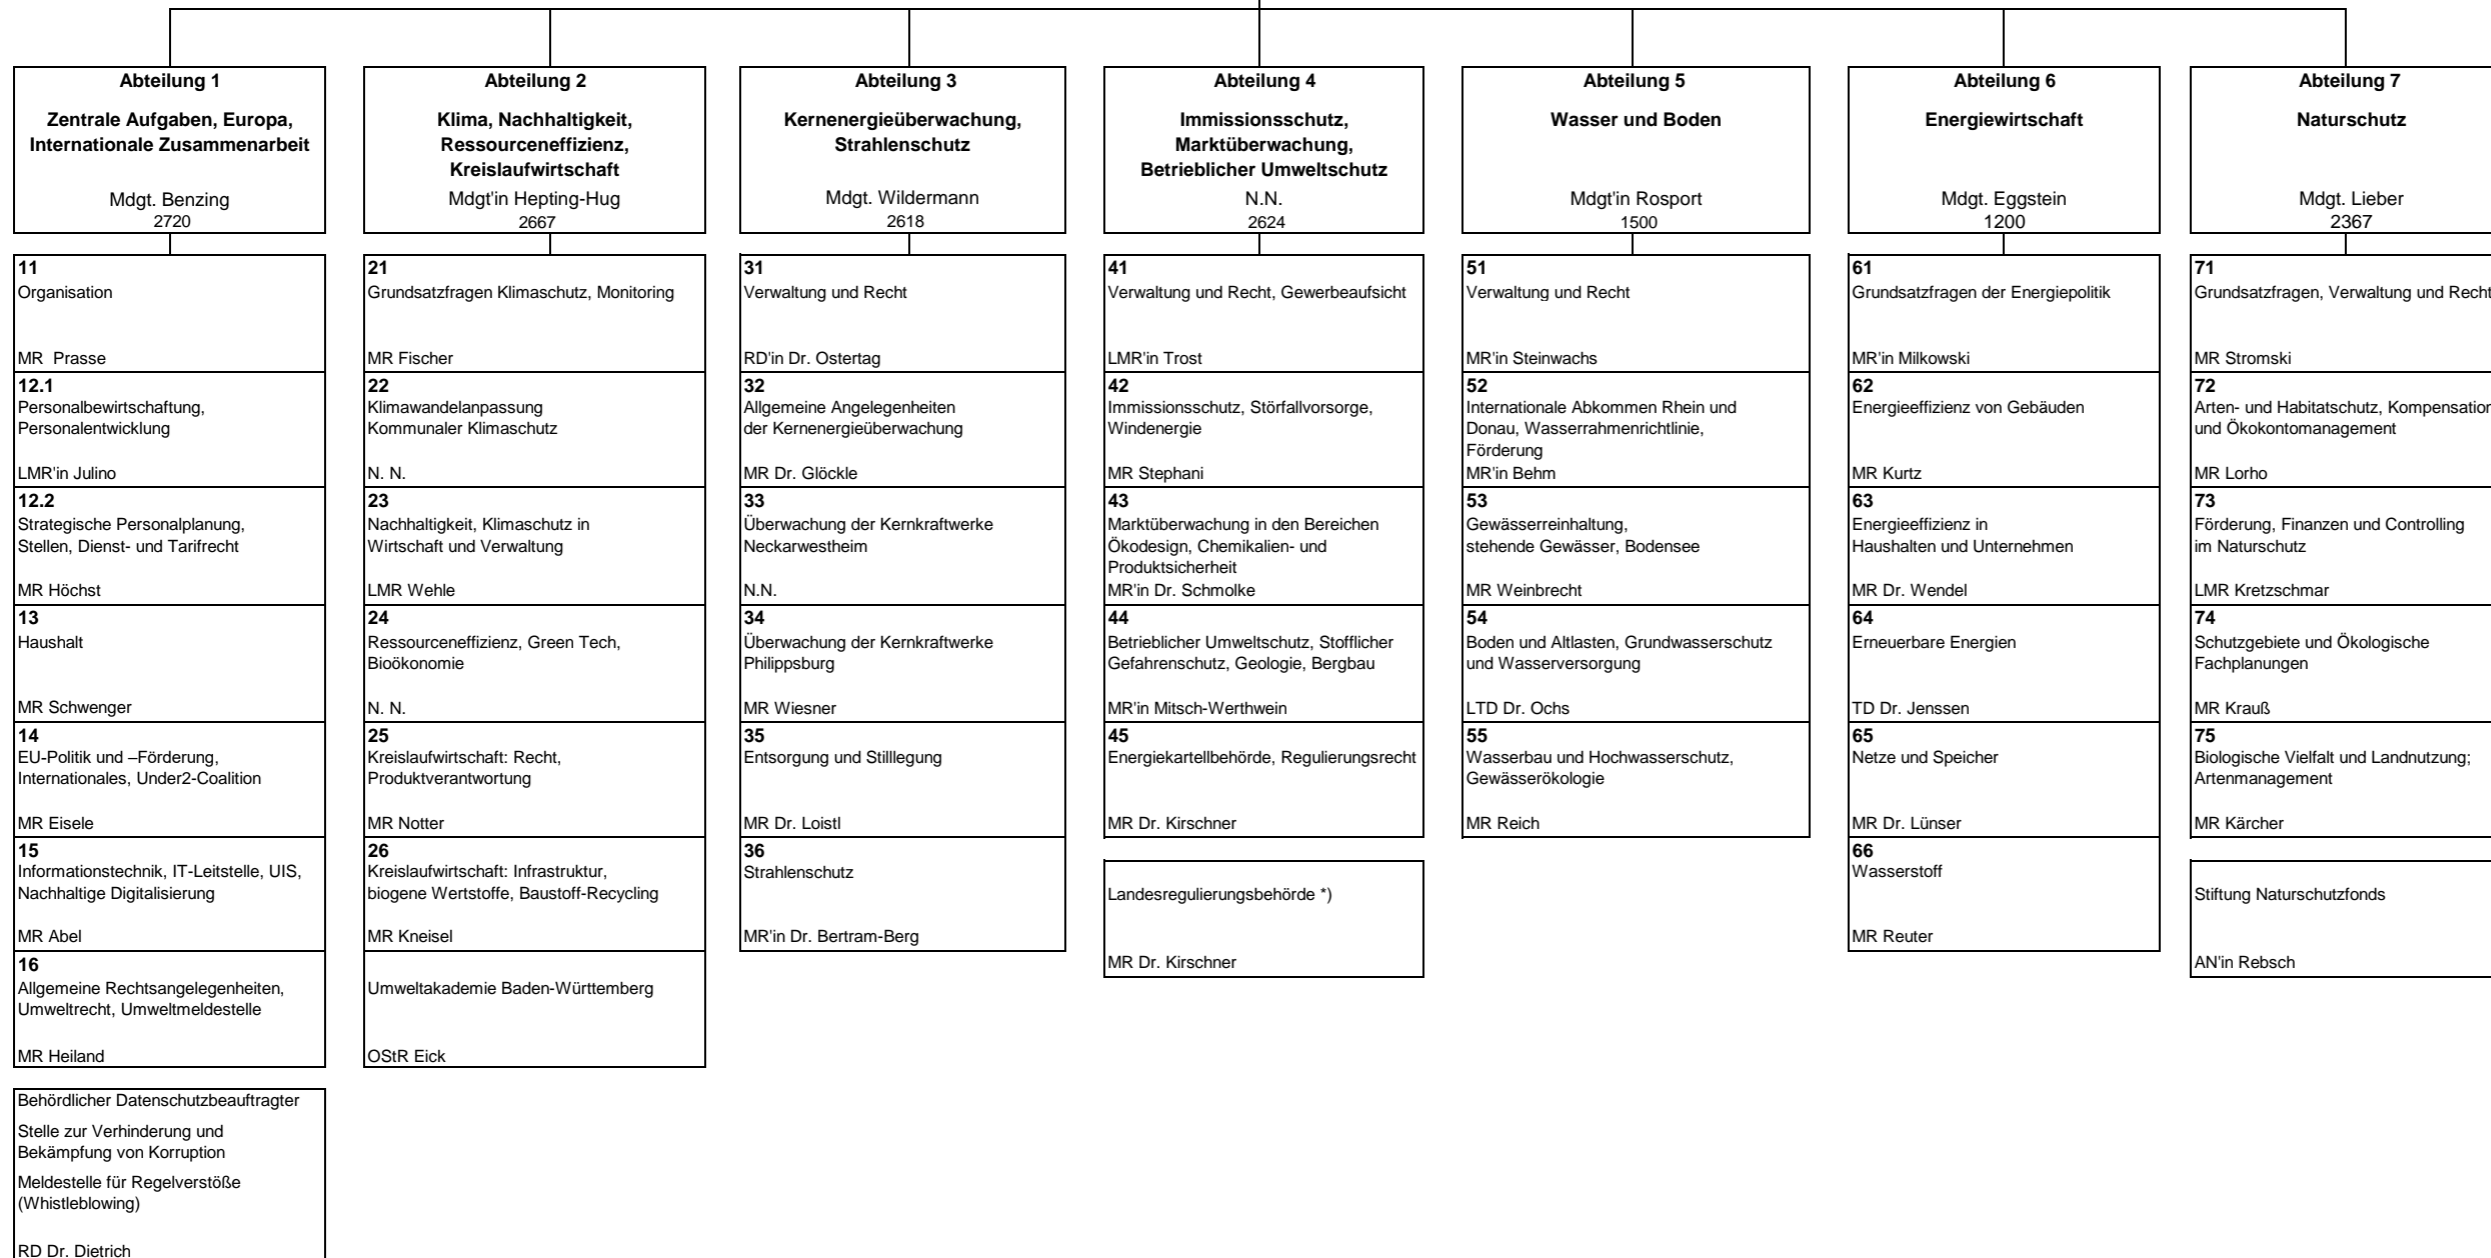 Abteilung 1
Zentrale Aufgaben, Europa,
Internationale Zusammenarbeit
Mdgt. Benzing
2720
11
Organisation
MR Prasse
12.1
Personalbewirtschaftung,
Personalentwicklung
LMR'in Julino
12.2
Strategische Personalplanung,
Stellen, Dienst- und Tarifrecht
MR Höchst
13
Haushalt
MR Schwenger
14
EU-Politik und –Förderung,
Internationales, Under2-Coalition
MR Eisele
15
Informationstechnik, IT-Leitstelle, UIS,
Nachhaltige Digitalisierung
MR Abel
16
Allgemeine Rechtsangelegenheiten,
Umweltrecht, Umweltmeldestelle
MR Heiland
Behördlicher Datenschutzbeauftragter
Stelle zur Verhinderung und
Bekämpfung von Korruption
Meldestelle für Regelverstöße
(Whistleblowing)
RD Dr. Dietrich
Abteilung 2
Klima, Nachhaltigkeit,
Ressourceneffizienz,
Kreislaufwirtschaft
Mdgt'in Hepting-Hug
2667
21
Grundsatzfragen Klimaschutz, Monitoring
MR Fischer
22
Klimawandelanpassung
Kommunaler Klimaschutz
N. N.
23
Nachhaltigkeit, Klimaschutz in
Wirtschaft und Verwaltung
LMR Wehle
24
Ressourceneffizienz, Green Tech,
Bioökonomie
N. N.
25
Kreislaufwirtschaft: Recht,
Produktverantwortung
MR Notter
26
Kreislaufwirtschaft: Infrastruktur,
biogene Wertstoffe, Baustoff-Recycling
MR Kneisel
Umweltakademie Baden-Württemberg
OStR Eick
Abteilung 3
Kernenergieüberwachung,
Strahlenschutz
Mdgt. Wildermann
2618
31
Verwaltung und Recht
RD'in Dr. Ostertag
32
Allgemeine Angelegenheiten
der Kernenergieüberwachung
MR Dr. Glöckle
33
Überwachung der Kernkraftwerke
Neckarwestheim
N.N.
34
Überwachung der Kernkraftwerke
Philippsburg
MR Wiesner
35
Entsorgung und Stilllegung
MR Dr. Loistl
36
Strahlenschutz
MR'in Dr. Bertram-Berg
Abteilung 4
Immissionsschutz,
Marktüberwachung,
Betrieblicher Umweltschutz
N.N.
2624
41
Verwaltung und Recht, Gewerbeaufsicht
LMR'in Trost
42
Immissionsschutz, Störfallvorsorge,
Windenergie
MR Stephani
43
Marktüberwachung in den Bereichen
Ökodesign, Chemikalien- und
Produktsicherheit
MR'in Dr. Schmolke
44
Betrieblicher Umweltschutz, Stofflicher
Gefahrenschutz, Geologie, Bergbau
MR'in Mitsch-Werthwein
45
Energiekartellbehörde, Regulierungsrecht
MR Dr. Kirschner
Landesregulierungsbehörde *)
MR Dr. Kirschner
Abteilung 5
Wasser und Boden
Mdgt'in Rosport
1500
51
Verwaltung und Recht
MR'in Steinwachs
52
Internationale Abkommen Rhein und
Donau, Wasserrahmenrichtlinie,
Förderung
MR'in Behm
53
Gewässerreinhaltung,
stehende Gewässer, Bodensee
MR Weinbrecht
54
Boden und Altlasten, Grundwasserschutz
und Wasserversorgung
LTD Dr. Ochs
55
Wasserbau und Hochwasserschutz,
Gewässerökologie
MR Reich
Abteilung 6
Energiewirtschaft
Mdgt. Eggstein
1200
61
Grundsatzfragen der Energiepolitik
MR'in Milkowski
62
Energieeffizienz von Gebäuden
MR Kurtz
63
Energieeffizienz in
Haushalten und Unternehmen
MR Dr. Wendel
64
Erneuerbare Energien
TD Dr. Jenssen
65
Netze und Speicher
MR Dr. Lünser
66
Wasserstoff
MR Reuter
Abteilung 7
Naturschutz
Mdgt. Lieber
2367
71
Grundsatzfragen, Verwaltung und Recht
MR Stromski
72
Arten- und Habitatschutz, Kompensation
und Ökokontomanagement
MR Lorho
73
Förderung, Finanzen und Controlling
im Naturschutz
LMR Kretzschmar
74
Schutzgebiete und Ökologische
Fachplanungen
MR Krauß
75
Biologische Vielfalt und Landnutzung;
Artenmanagement
MR Kärcher
Stiftung Naturschutzfonds
AN'in Rebsch